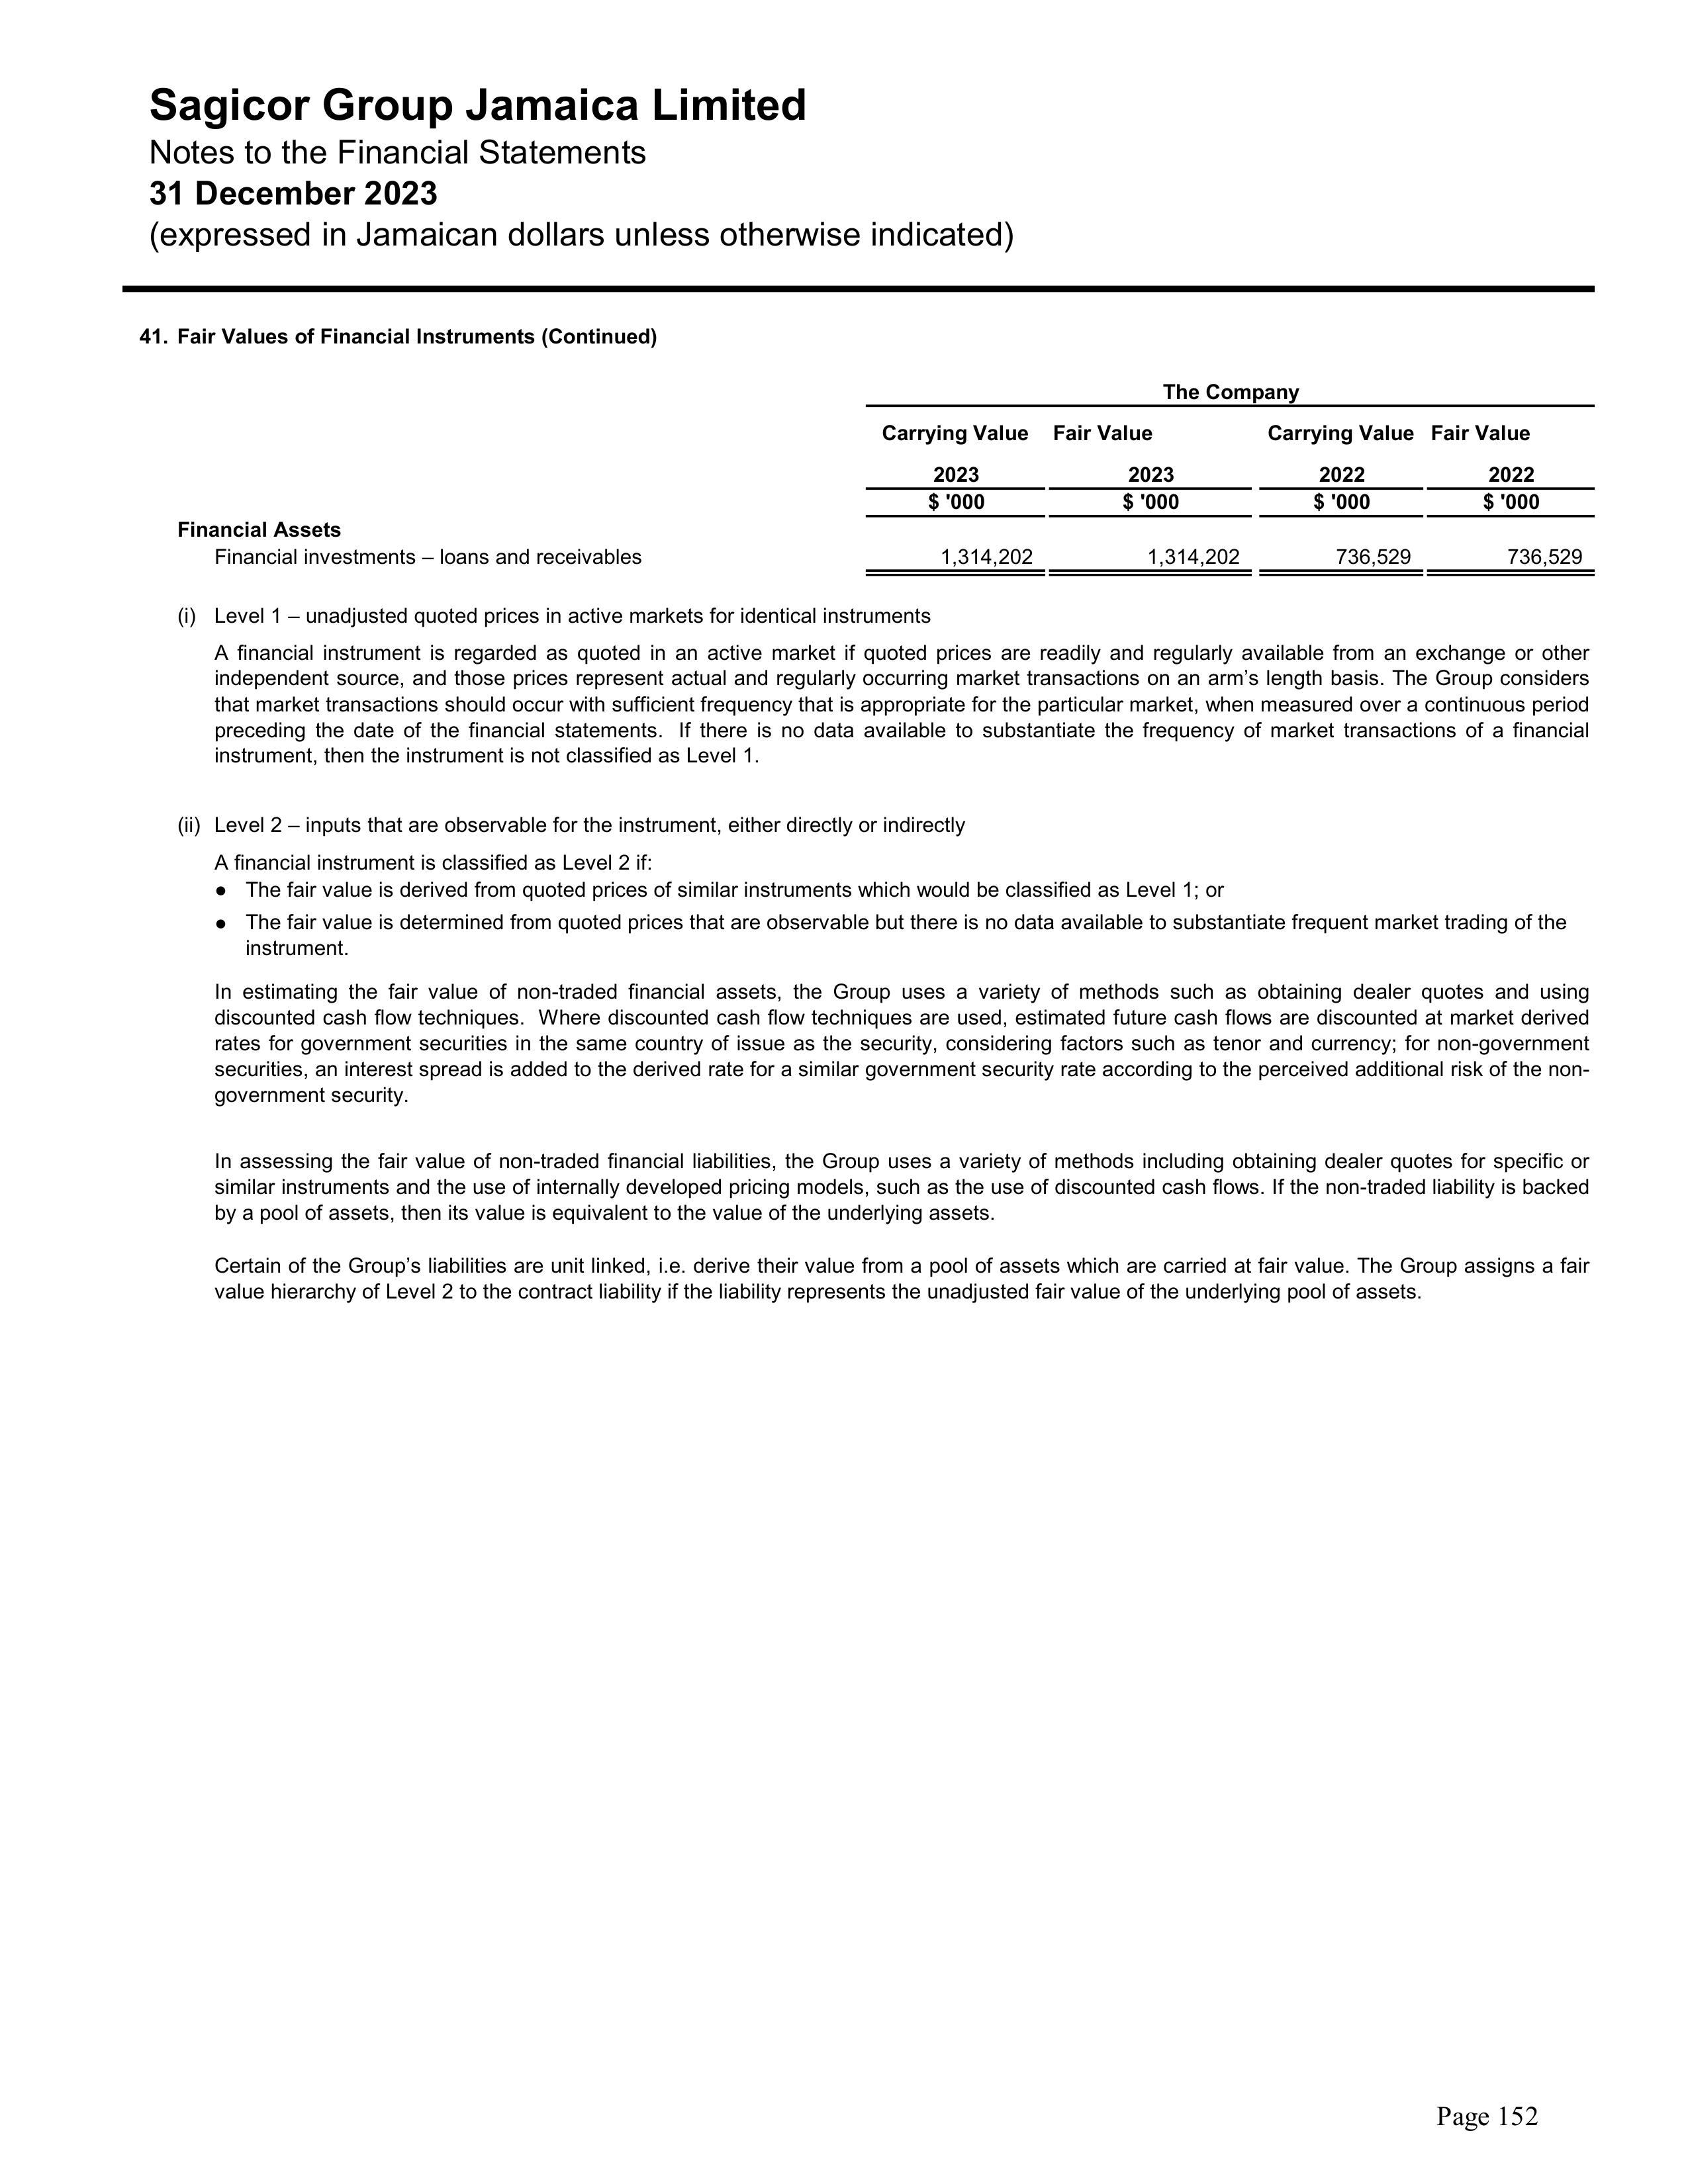 Sagicor Group Jamaica Limited
Notes to the Financial Statements
31 December 2023
(expressed in Jamaican dollars unless otherwise indicated)
41. Fair Values of Financial Instruments (Continued)
The Company
Carrying Value Fair Value Carrying Value Fair Value
2023 2023 2022 2022
$ '000 $ '000 $ '000 $ '000
Financial Assets
Financial investments – loans and receivables 1,314,202 1,314,202 736,529 736,529
(i) Level 1 – unadjusted quoted prices in active markets for identical instruments
A financial instrument is regarded as quoted in an active market if quoted prices are readily and regularly available from an exchange or other
independent source, and those prices represent actual and regularly occurring market transactions on an arm’s length basis. The Group considers
that market transactions should occur with sufficient frequency that is appropriate for the particular market, when measured over a continuous period
preceding the date of the financial statements. If there is no data available to substantiate the frequency of market transactions of a financial
instrument, then the instrument is not classified as Level 1.
(ii) Level 2 – inputs that are observable for the instrument, either directly or indirectly
A financial instrument is classified as Level 2 if:
● The fair value is derived from quoted prices of similar instruments which would be classified as Level 1; or
● The fair value is determined from quoted prices that are observable but there is no data available to substantiate frequent market trading of the
instrument.
In estimating the fair value of non-traded financial assets, the Group uses a variety of methods such as obtaining dealer quotes and using
discounted cash flow techniques. Where discounted cash flow techniques are used, estimated future cash flows are discounted at market derived
rates for government securities in the same country of issue as the security, considering factors such as tenor and currency; for non-government
securities, an interest spread is added to the derived rate for a similar government security rate according to the perceived additional risk of the non-
government security.
In assessing the fair value of non-traded financial liabilities, the Group uses a variety of methods including obtaining dealer quotes for specific or
similar instruments and the use of internally developed pricing models, such as the use of discounted cash flows. If the non-traded liability is backed
by a pool of assets, then its value is equivalent to the value of the underlying assets.
Certain of the Group’s liabilities are unit linked, i.e. derive their value from a pool of assets which are carried at fair value. The Group assigns a fair
value hierarchy of Level 2 to the contract liability if the liability represents the unadjusted fair value of the underlying pool of assets.
Page 152